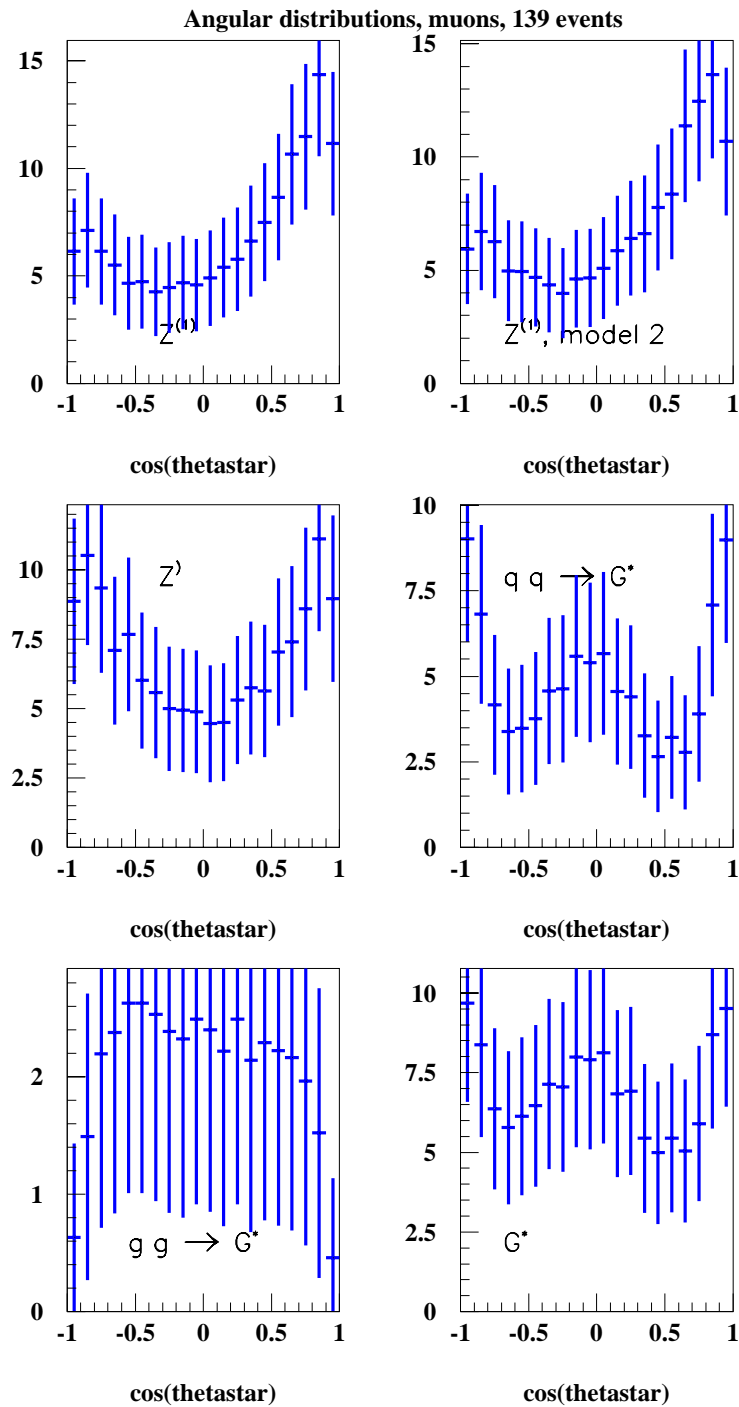 Angular distributions, muons, 139 events
15
10
5
0
Z(1)
-1 -0.5 0 0.5 1
cos(thetastar)
15
10
5
0
Z(1), model 2
-1 -0.5 0 0.5 1
cos(thetastar)
10
7.5
5
2.5
0
Z)
-1 -0.5 0 0.5 1
cos(thetastar)
10
7.5
5
2.5
0
q q → G*
-1 -0.5 0 0.5 1
cos(thetastar)
2
1
0
g g → G*
-1 -0.5 0 0.5 1
cos(thetastar)
10
7.5
5
2.5
0
G*
-1 -0.5 0 0.5 1
cos(thetastar)